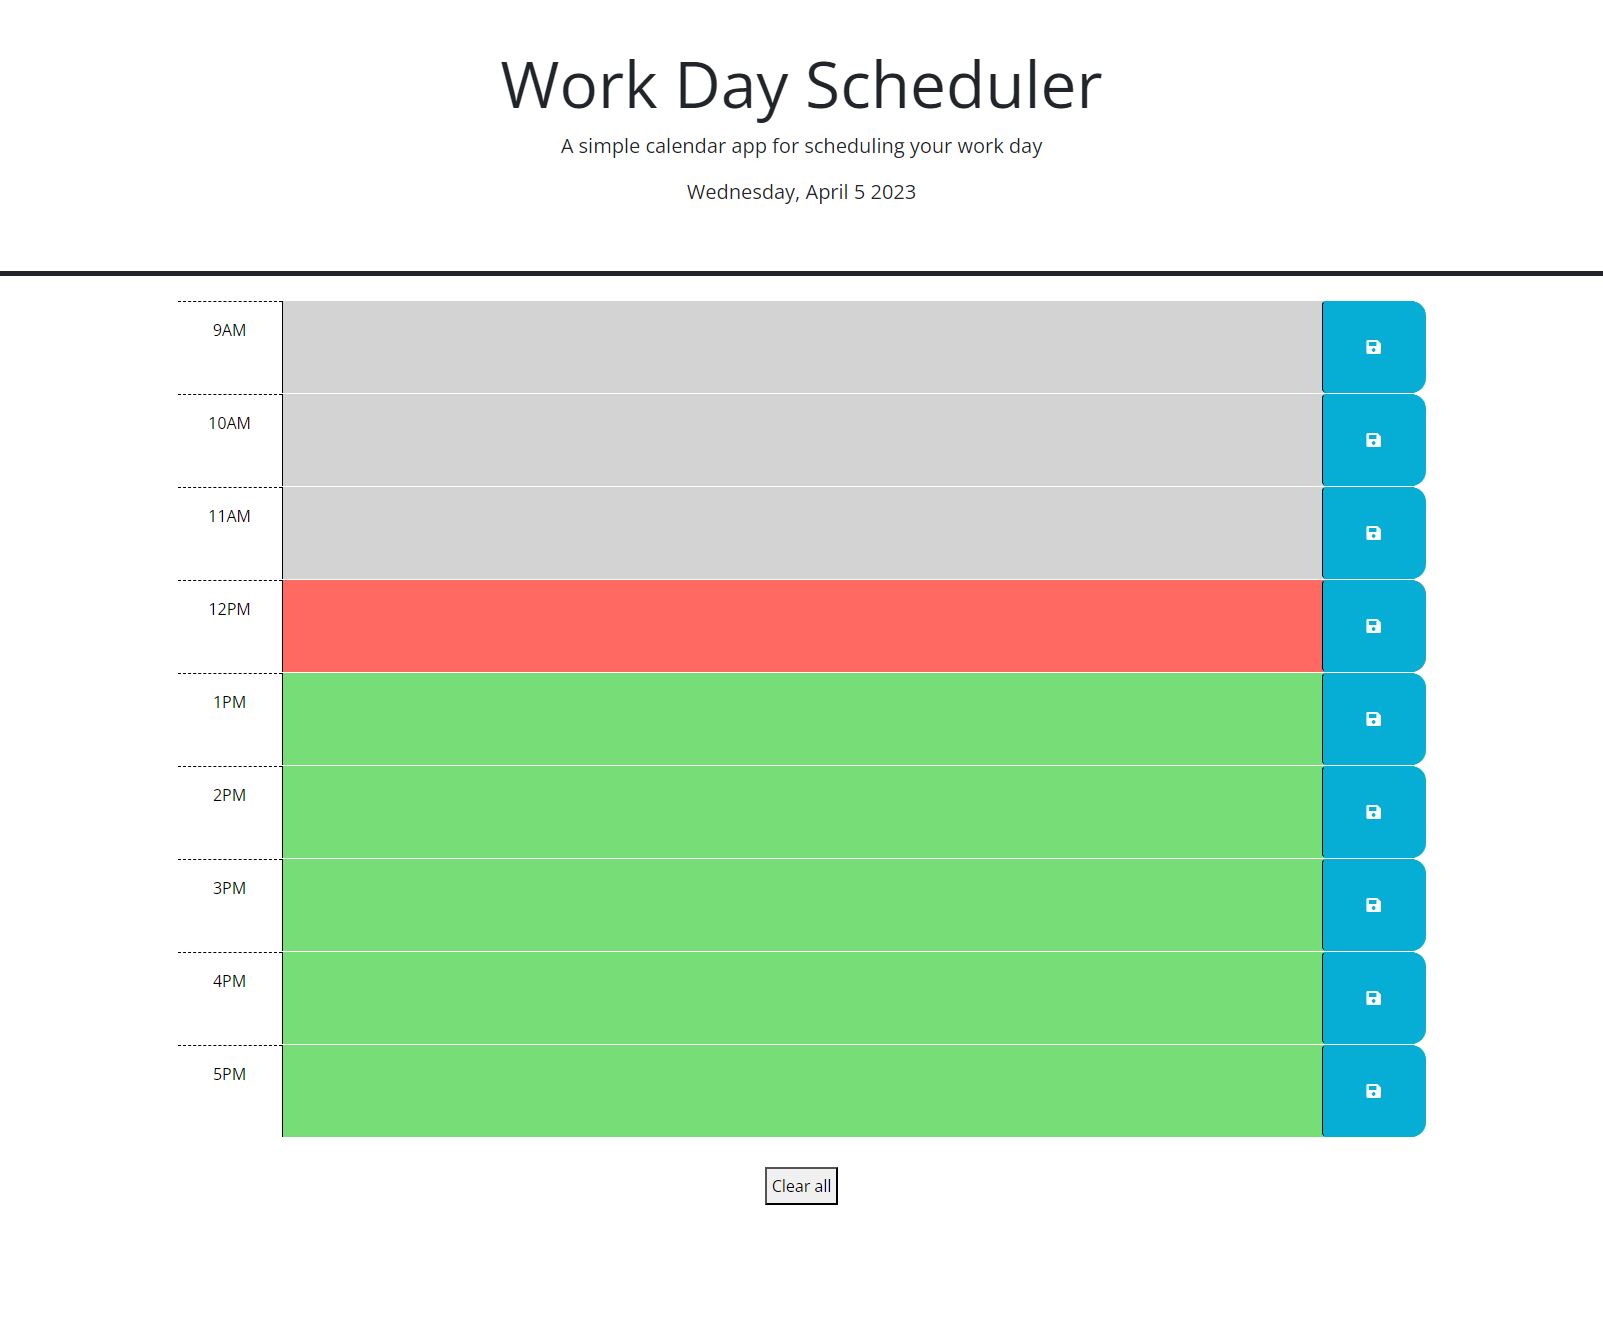 Work Day Scheduler
A simple calendar app for scheduling your work day
Wednesday, April 5 2023
9AM
10AM
11AM
12PM
1PM
2PM
3PM
4PM
5PM
Clear all